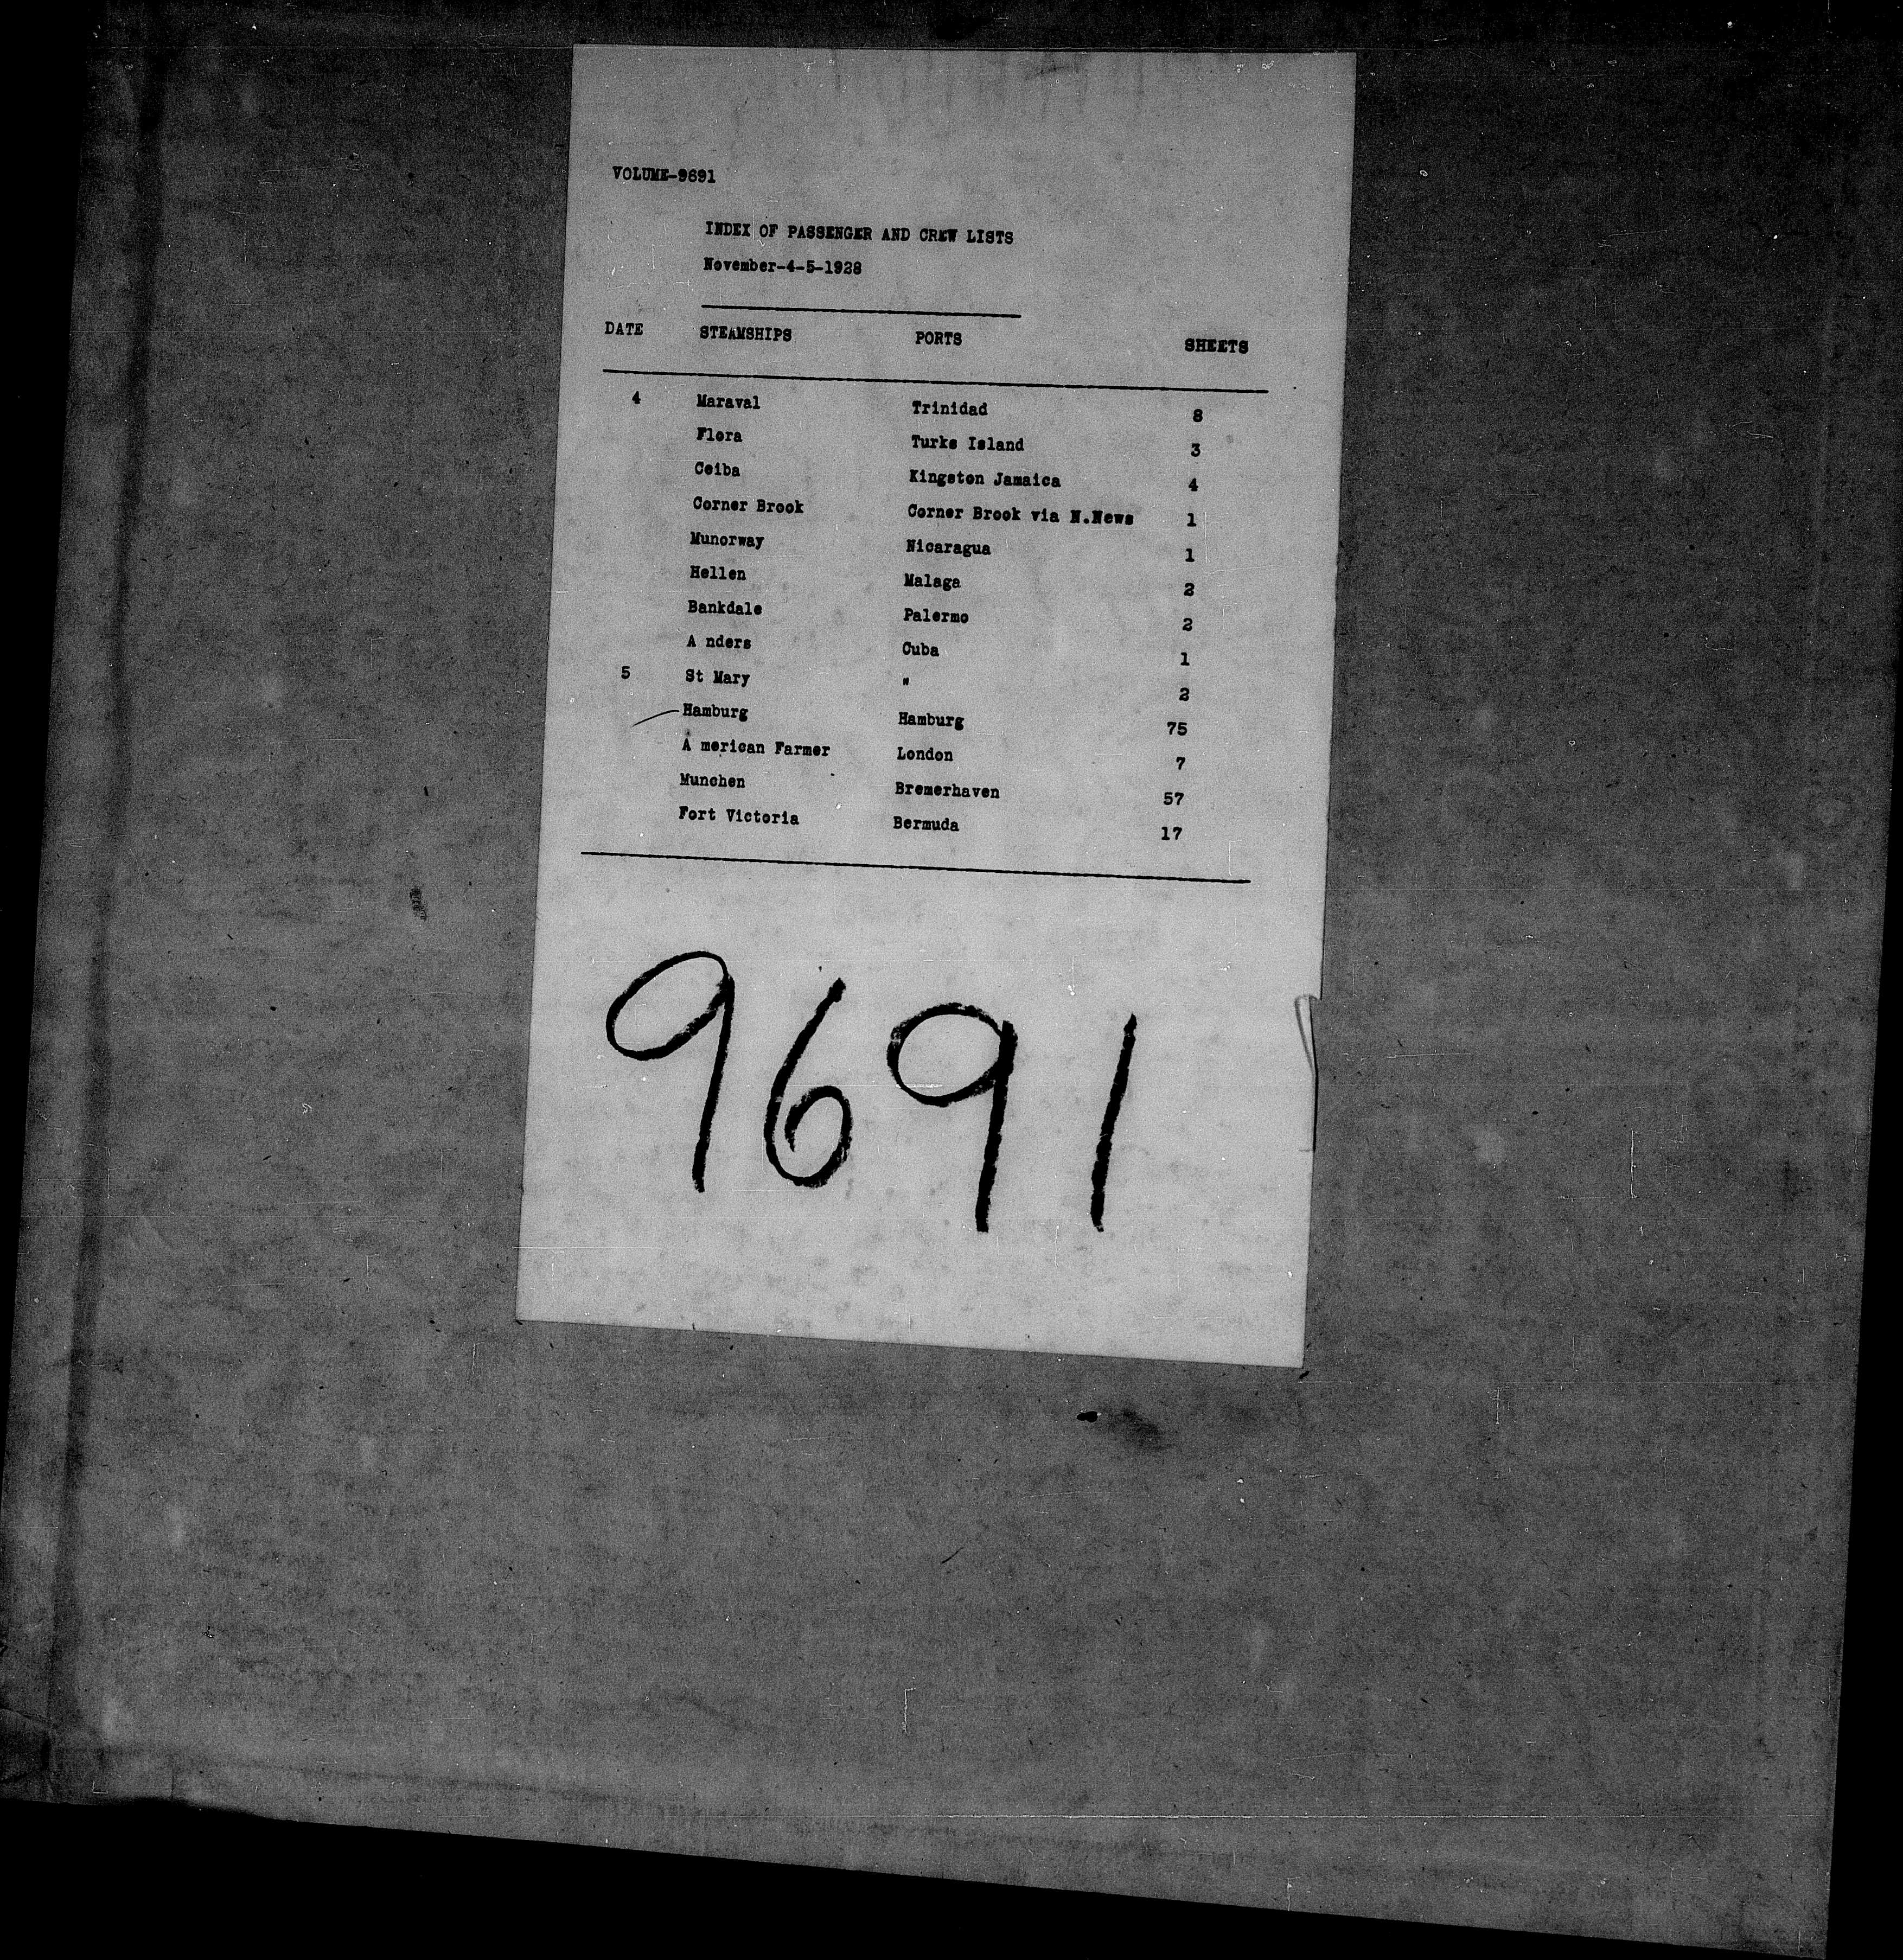 VOLUME-9691
INDEX OF PASSENGER AND CREW LISTS
November-4-5-1928
DATE STEAMSHIPS PORTS SHEETS
4 Maraval Trinidad 8
Flora Turks Island 3
Ceiba Kingston Jamaica 4
Corner Brook Corner Brook via N.News 1
Munorway Nicaragua 1
Hellen Malaga 2
Bankdale Palermo 2
A nders Cuba 1
5 St Mary " 2
Hamburg Hamburg 75
A merican Farmer London 7
Munchen Bremerhaven 57
Fort Victoria Bermuda 17
9691